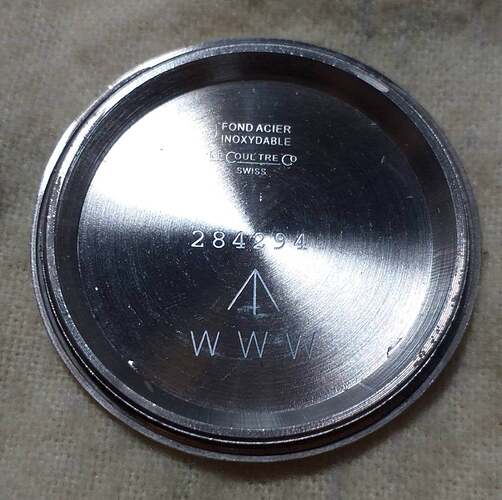 FOND ACIER
INOXYDABLE
LECOULTRE Co
SWISS
284294
W W W